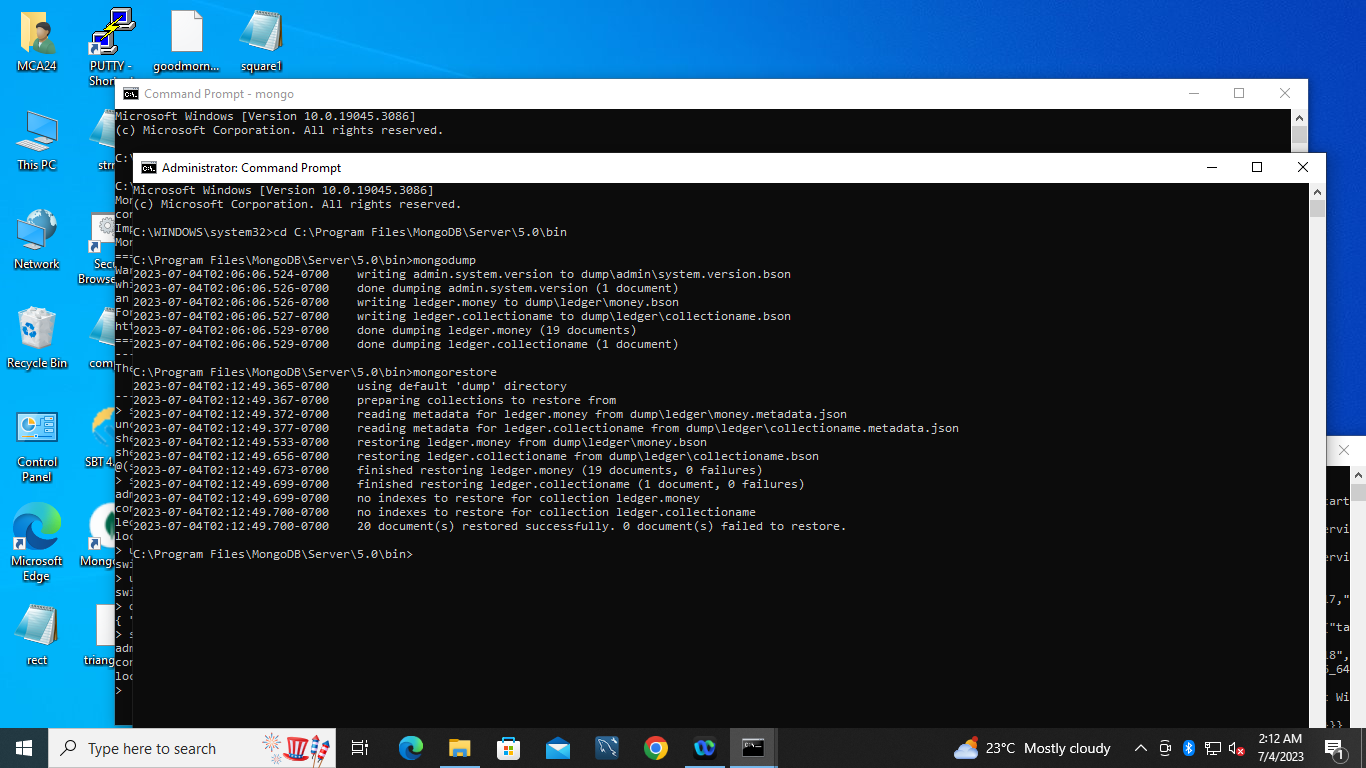 MCA24
PUTTY -
goodmorn...
square1
This PC
Network
Recycle Bin
Control
Panel
SBT 4.
Microsoft
Edge
rect
Command Prompt - mongo
Microsoft Windows [Version 10.0.19045.3086]
(c) Microsoft Corporation. All rights reserved.
Administrator: Command Prompt
Microsoft Windows [Version 10.0.19045.3086]
(c) Microsoft Corporation. All rights reserved.
C:\WINDOWS\system32>cd C:\Program Files\MongoDB\Server\5.0\bin
C:\Program Files\MongoDB\Server\5.0\bin>mongodump
2023-07-04T02:06:06.524-0700 writing admin.system.version to dump\admin\system.version.bson
2023-07-04T02:06:06.526-0700 done dumping admin.system.version (1 document)
2023-07-04T02:06:06.526-0700 writing ledger.money to dump\ledger\money.bson
2023-07-04T02:06:06.527-0700 writing ledger.collectioname to dump\ledger\collectioname.bson
2023-07-04T02:06:06.529-0700 done dumping ledger.money (19 documents)
2023-07-04T02:06:06.529-0700 done dumping ledger.collectioname (1 document)
C:\Program Files\MongoDB\Server\5.0\bin>mongorestore
2023-07-04T02:12:49.365-0700 using default 'dump' directory
2023-07-04T02:12:49.367-0700 preparing collections to restore from
2023-07-04T02:12:49.372-0700 reading metadata for ledger.money from dump\ledger\money.metadata.json
2023-07-04T02:12:49.377-0700 reading metadata for ledger.collectioname from dump\ledger\collectioname.metadata.json
2023-07-04T02:12:49.533-0700 restoring ledger.money from dump\ledger\money.bson
2023-07-04T02:12:49.656-0700 restoring ledger.collectioname from dump\ledger\collectioname.bson
2023-07-04T02:12:49.673-0700 finished restoring ledger.money (19 documents, 0 failures)
2023-07-04T02:12:49.699-0700 finished restoring ledger.collectioname (1 document, 0 failures)
2023-07-04T02:12:49.699-0700 no indexes to restore for collection ledger.money
2023-07-04T02:12:49.700-0700 no indexes to restore for collection ledger.collectioname
2023-07-04T02:12:49.700-0700 20 document(s) restored successfully. 0 document(s) failed to restore.
C:\Program Files\MongoDB\Server\5.0\bin>
Type here to search
23°C Mostly cloudy
2:12 AM
7/4/2023
1